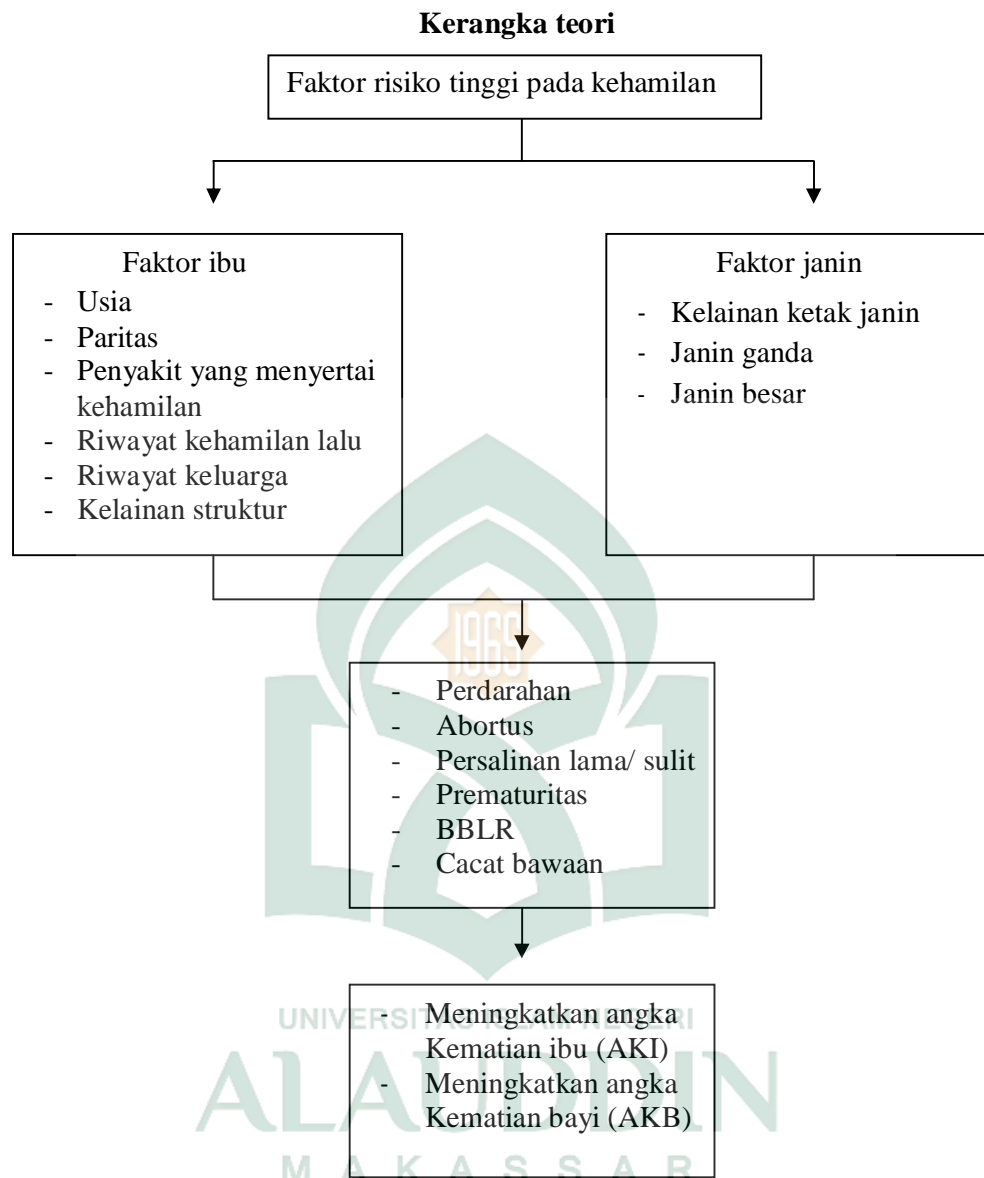 Kerangka teori
Faktor risiko tinggi pada kehamilan
Faktor ibu
- Usia
- Paritas
- Penyakit yang menyertai
kehamilan
- Riwayat kehamilan lalu
- Riwayat keluarga
- Kelainan struktur
Faktor janin
- Kelainan ketak janin
- Janin ganda
- Janin besar
1965
- Perdarahan
- Abortus
- Persalinan lama/ sulit
- Prematuritas
- BBLR
- Cacat bawaan
- Meningkatkan angka
Kematian ibu (AKI)
- Meningkatkan angka
Kematian bayi (AKB)
UNIVERSITAS ISLAM NEGERI
ALAUDDIN
MAKASSAR